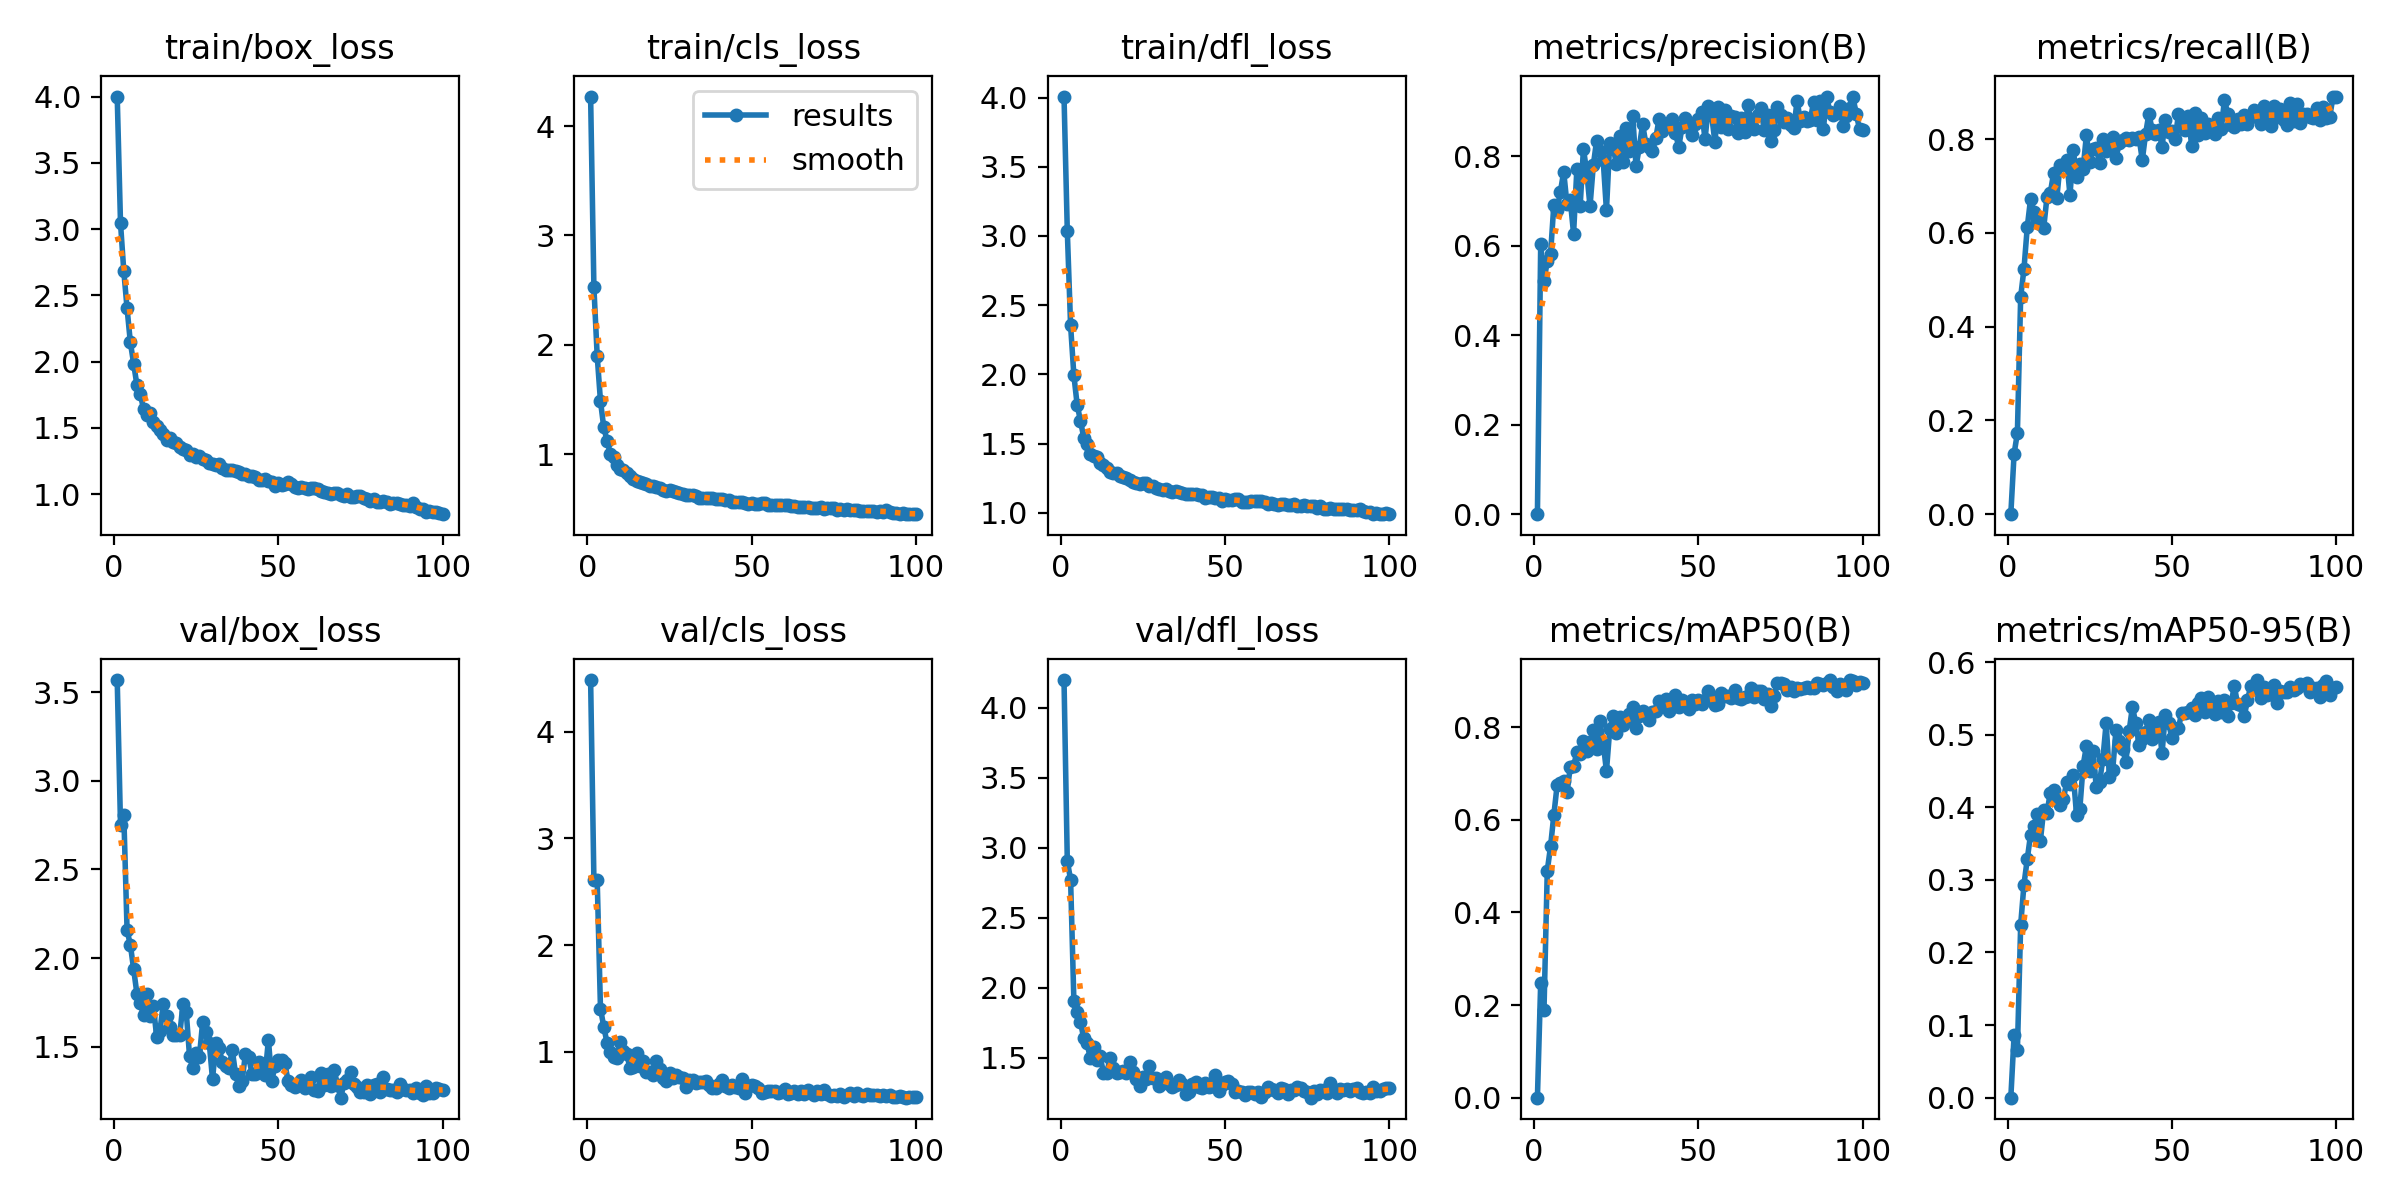 train/box_loss
4.0
3.5
3.0
2.5
2.0
1.5
1.0
0 50 100
train/cls_loss
results
smooth
4
3
2
1
0 50 100
train/dfl_loss
4.0
3.5
3.0
2.5
2.0
1.5
1.0
0 50 100
metrics/precision(B)
0.8
0.6
0.4
0.2
0.0
0 50 100
metrics/recall(B)
0.8
0.6
0.4
0.2
0.0
0 50 100
val/box_loss
3.5
3.0
2.5
2.0
1.5
0 50 100
val/cls_loss
4
3
2
1
0 50 100
val/dfl_loss
4.0
3.5
3.0
2.5
2.0
1.5
0 50 100
metrics/mAP50(B)
0.8
0.6
0.4
0.2
0.0
0 50 100
metrics/mAP50-95(B)
0.6
0.5
0.4
0.3
0.2
0.1
0.0
0 50 100